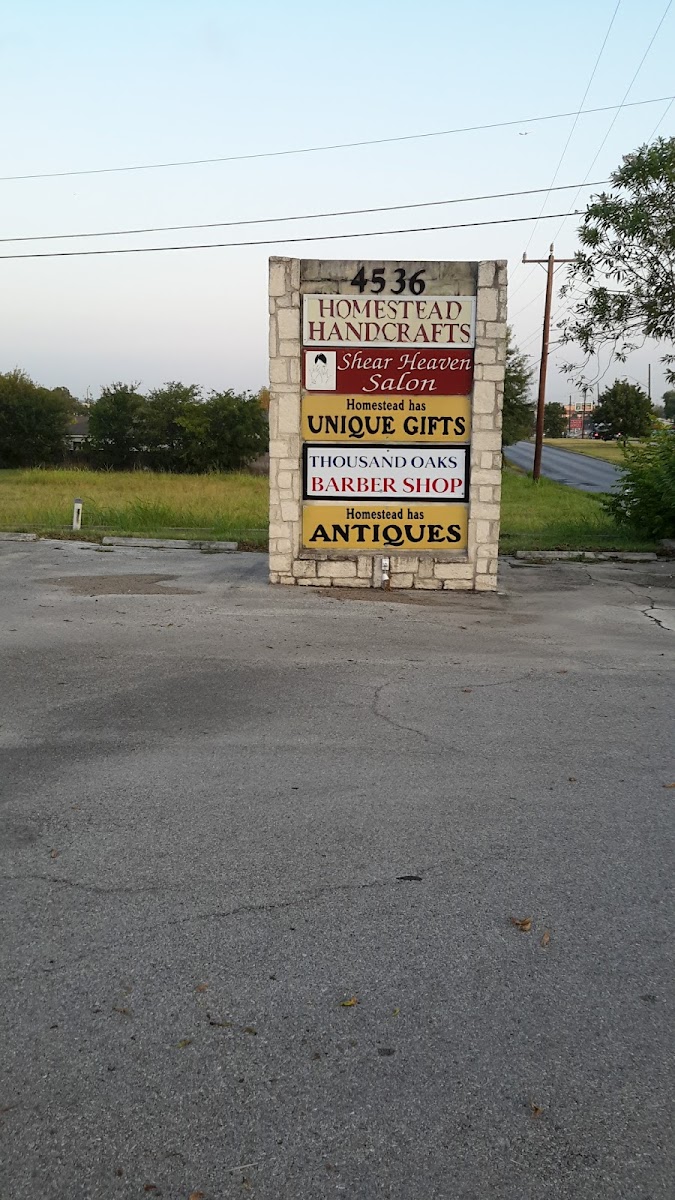 4536
HOMESTEAD
HANDCRAFTS
Shear Heaven
Salon
Homestead has
UNIQUE GIFTS
THOUSAND OAKS
BARBER SHOP
Homestead has
ANTIQUES